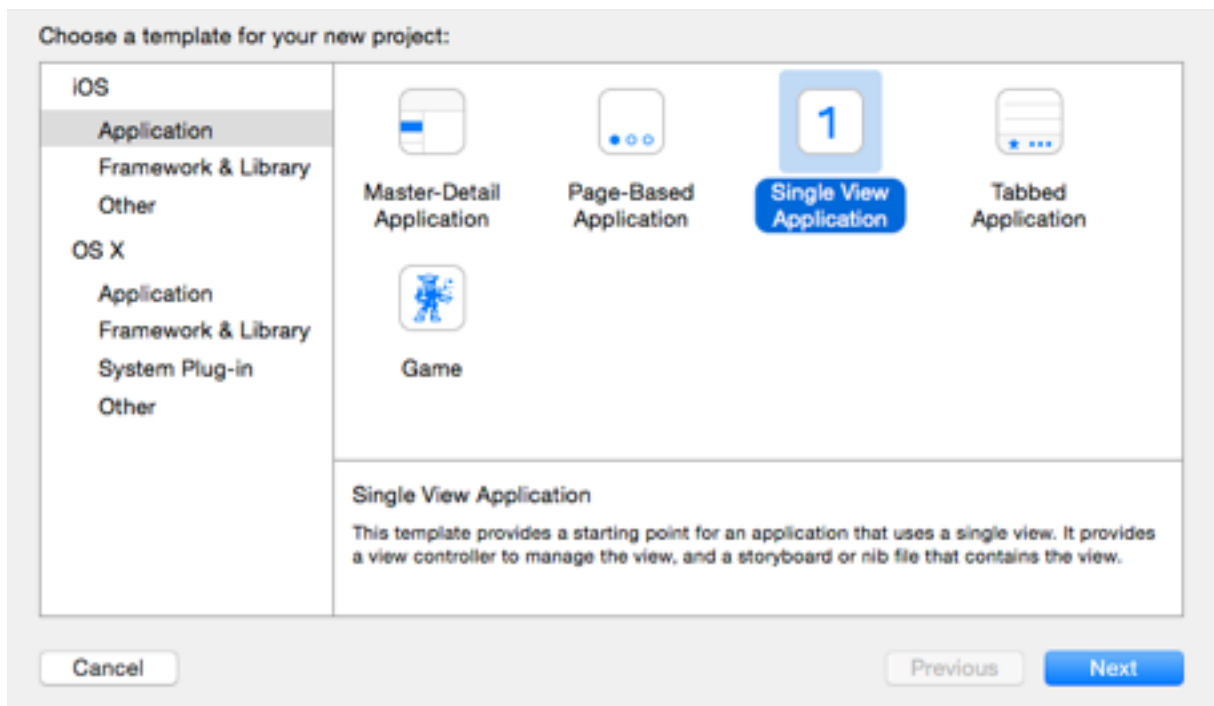 Choose a template for your new project:
iOS
Application
Framework & Library
Other
OS X
Application
Framework & Library
System Plug-in
Other
Master-Detail
Application
Page-Based
Application
1
Single View
Application
Tabbed
Application
Game
Single View Application
This template provides a starting point for an application that uses a single view. It provides
a view controller to manage the view, and a storyboard or nib file that contains the view.
Cancel
Previous
Next